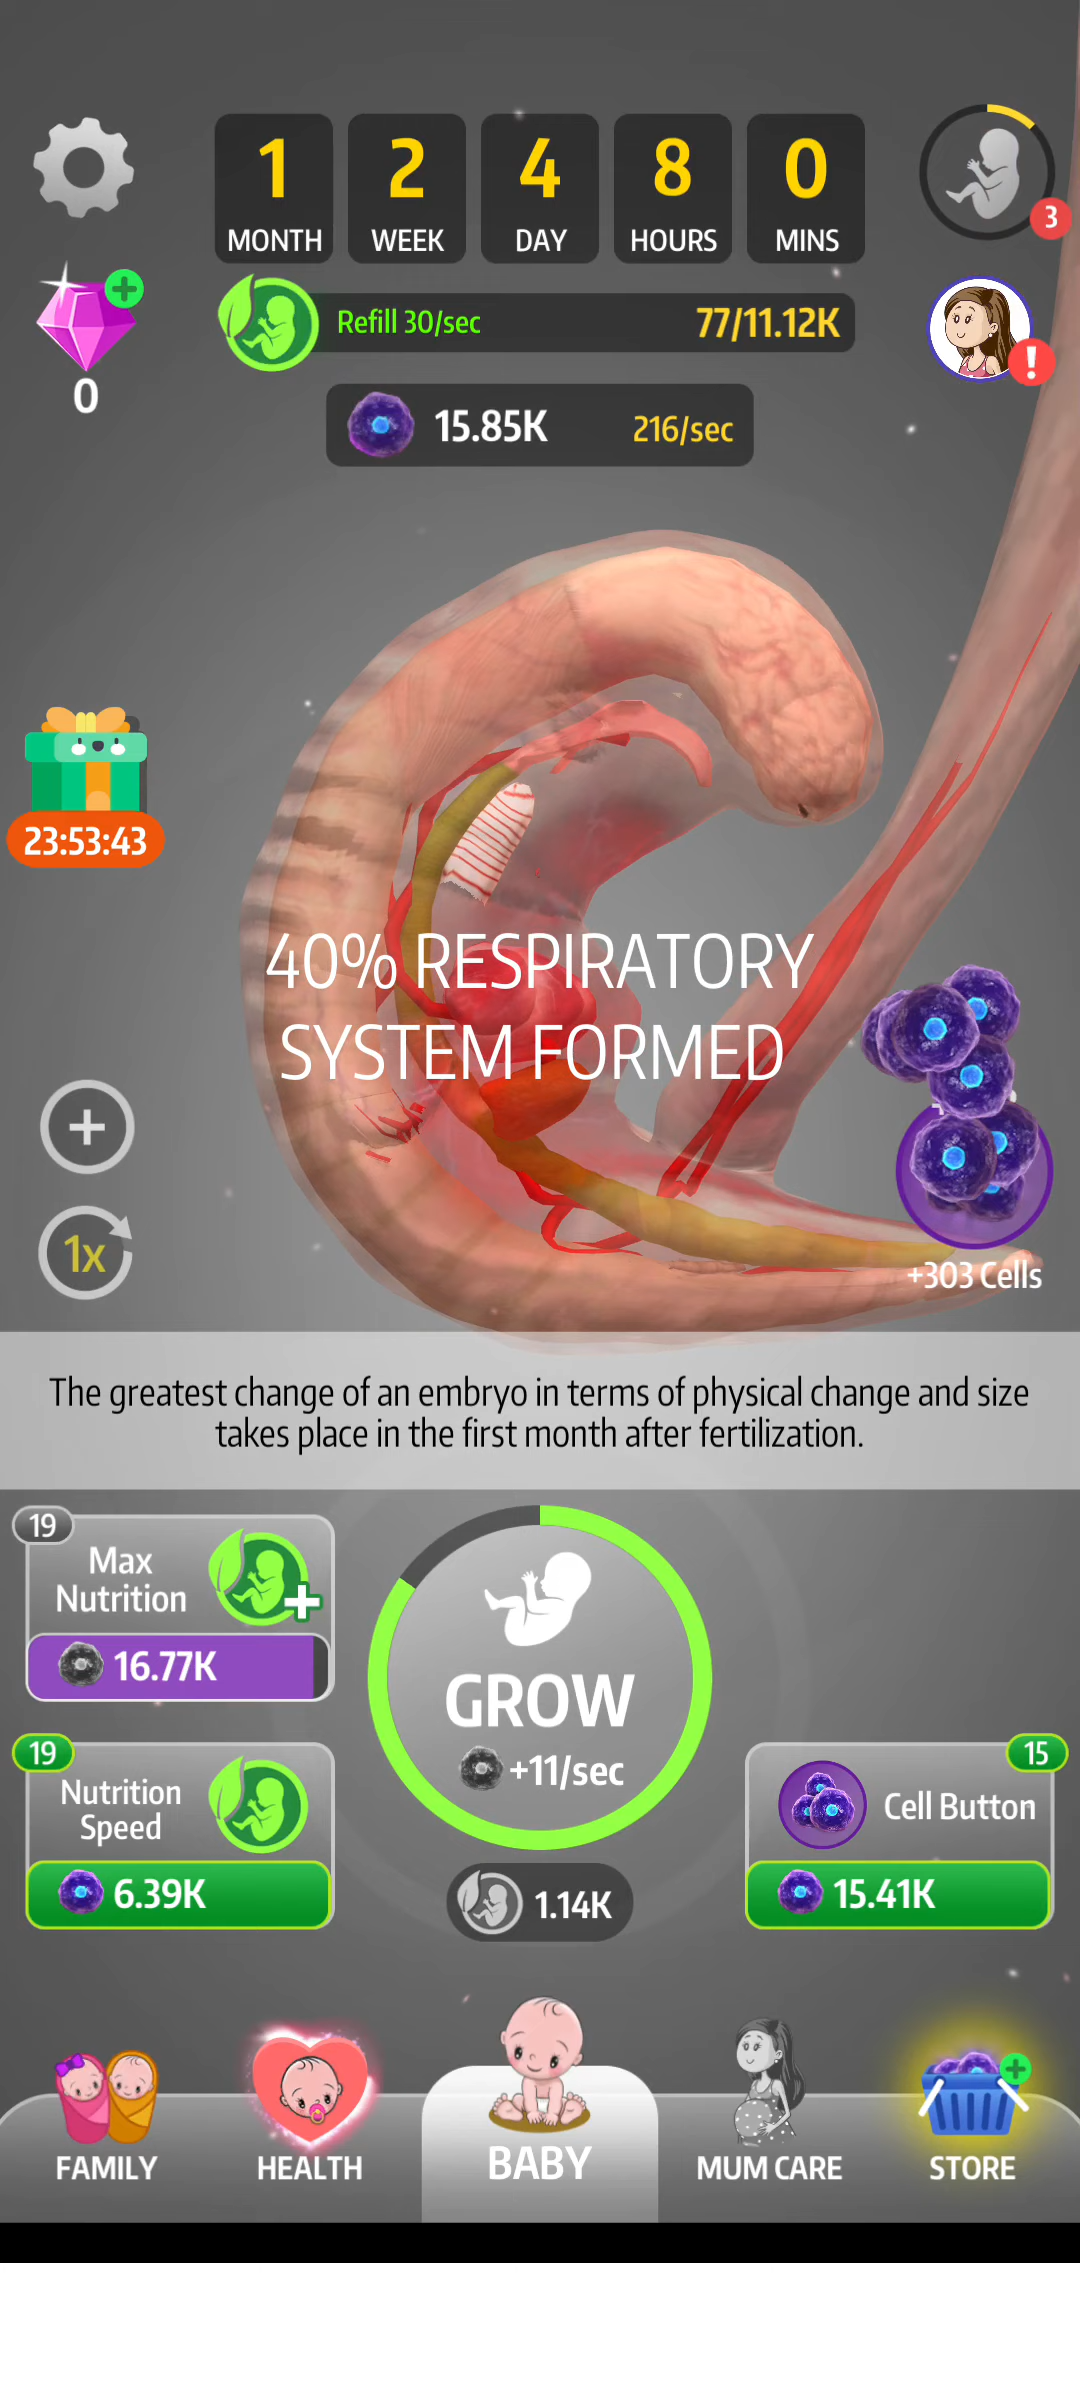 1 2 4 8 0
MONTH WEEK DAY HOURS MINS
3
Refill 30/sec 77/11.12K
!
0
15.85K 216/sec
23:53:43
40% RESPIRATORY
SYSTEM FORMED
1x
+303 Cells
The greatest change of an embryo in terms of physical change and size
takes place in the first month after fertilization.
19
Max
Nutrition
16.77K
GROW
+11/sec
19
Nutrition
Speed
6.39K
15
Cell Button
15.41K
1.14K
FAMILY HEALTH BABY MUM CARE STORE